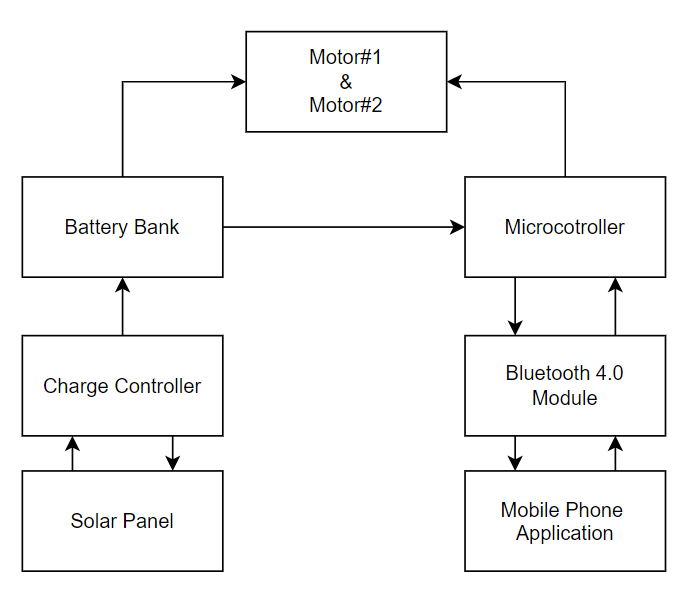 Motor#1
&
Motor#2
Battery Bank
Microcotroller
Charge Controller
Bluetooth 4.0
Module
Solar Panel
Mobile Phone
Application